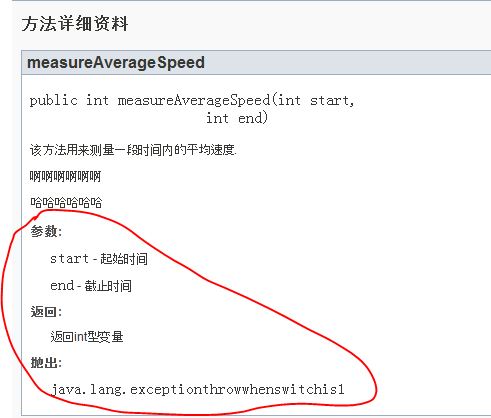 方法详细资料
measureAverageSpeed
public int measureAverageSpeed(int start,
int end)
该方法用来测量一段时间内的平均速度.
啊啊啊啊啊啊
哈哈哈哈哈哈
参数:
start - 起始时间
end - 截止时间
返回:
返回int型变量
抛出:
java.lang.exceptionthrowwhenswitchis1